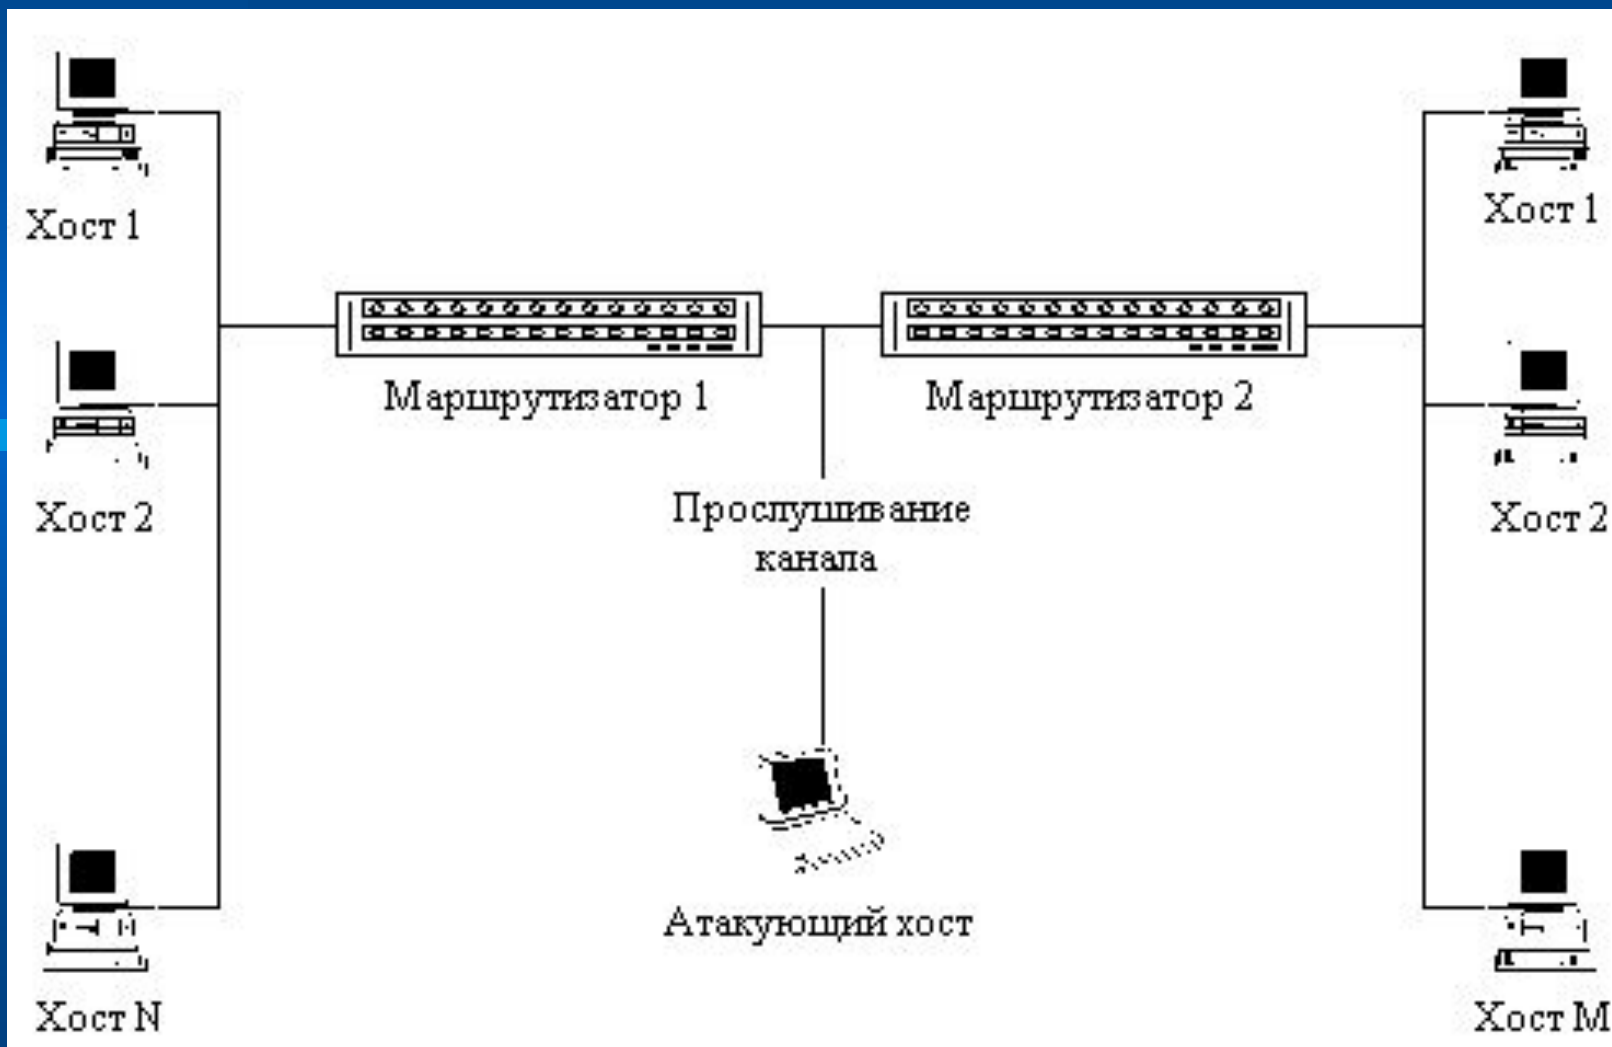 Хост 1
Хост 1
Маршрутизатор 1
Маршрутизатор 2
Прослушивание
канала
Хост 2
Хост 2
Атакующий хост
Хост N
Хост M